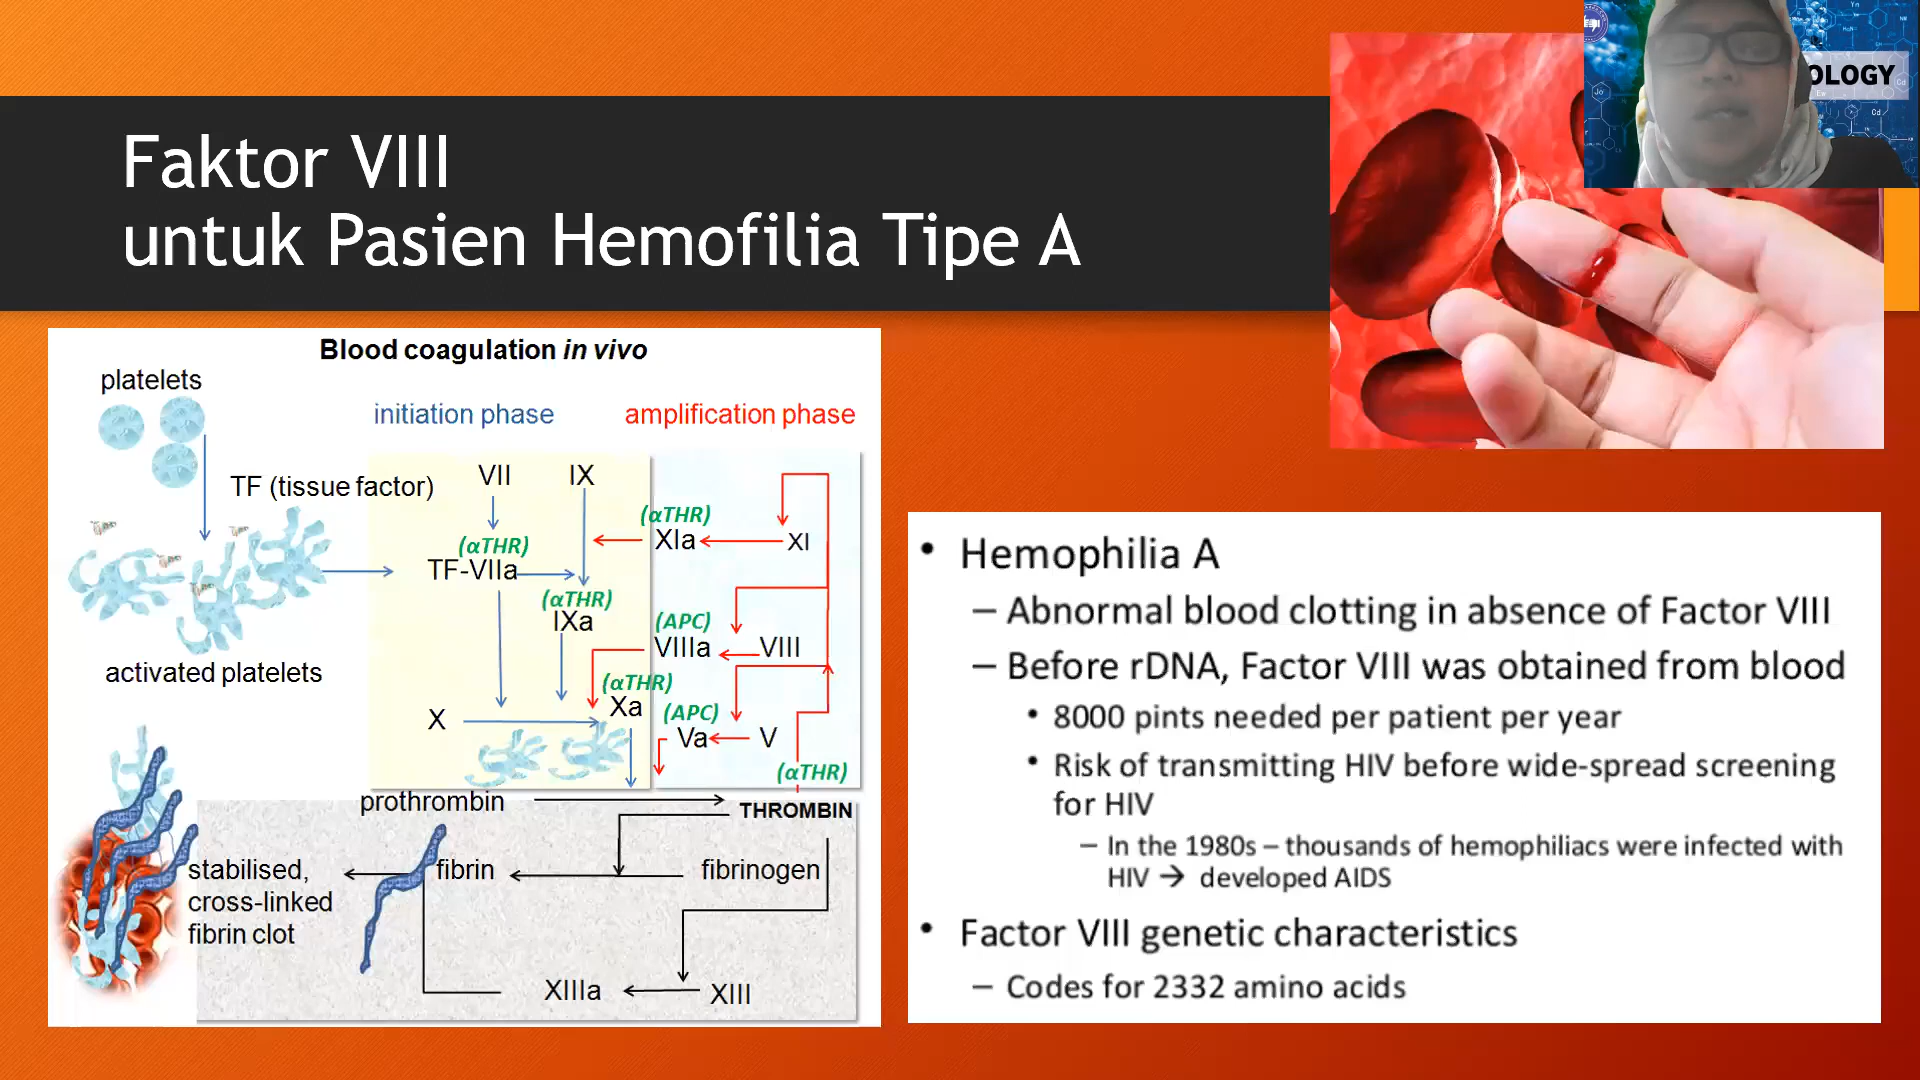 OLOGY
Faktor VIII
untuk Pasien Hemofilia Tipe A
Blood coagulation in vivo
platelets
initiation phase
amplification phase
TF (tissue factor)
VII
IX
(αTHR)
XIa
XI
(αTHR)
TF-VIIa
(αTHR)
IXa
(APC)
VIIIa
VIII
(αTHR)
Xa
X
(APC)
Va
V
(αTHR)
activated platelets
prothrombin
THROMBIN
fibrin
fibrinogen
stabilised,
cross-linked
fibrin clot
XIIIa
XIII
• Hemophilia A
– Abnormal blood clotting in absence of Factor VIII
– Before rDNA, Factor VIII was obtained from blood
• 8000 pints needed per patient per year
• Risk of transmitting HIV before wide-spread screening
for HIV
– In the 1980s – thousands of hemophiliacs were infected with
HIV → developed AIDS
• Factor VIII genetic characteristics
– Codes for 2332 amino acids